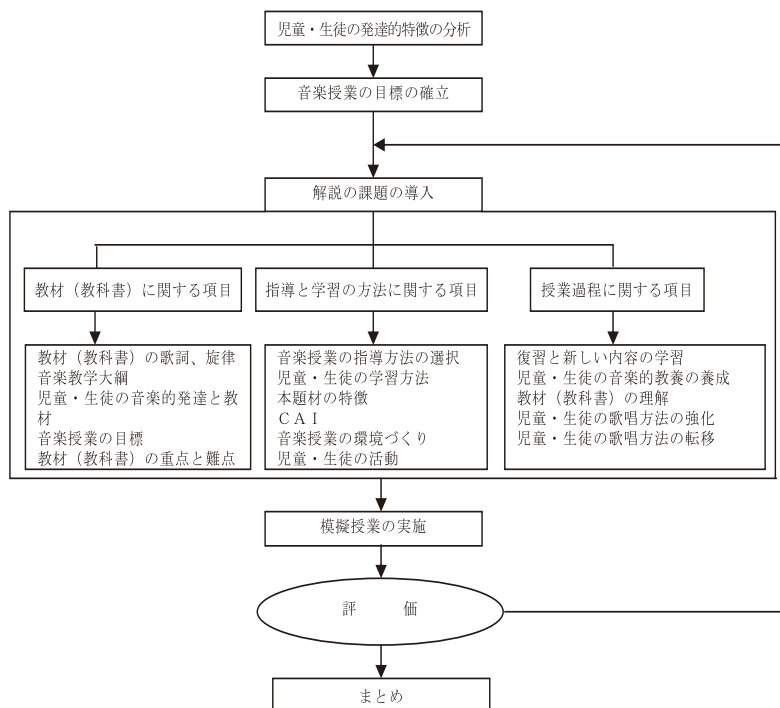 児童・生徒の発達的特徴の分析
音楽授業の目標の確立
解説の課題の導入
教材（教科書）に関する項目
指導と学習の方法に関する項目
授業過程に関する項目
教材（教科書）の歌詞、旋律
音楽教学大綱
児童・生徒の音楽的発達と教
材
音楽授業の目標
教材（教科書）の重点と難点
音楽授業の指導方法の選択
児童・生徒の学習方法
本題材の特徴
ＣＡＩ
音楽授業の環境づくり
児童・生徒の活動
復習と新しい内容の学習
児童・生徒の音楽的教養の養成
教材（教科書）の理解
児童・生徒の歌唱方法の強化
児童・生徒の歌唱方法の転移
模擬授業の実施
評　価
まとめ